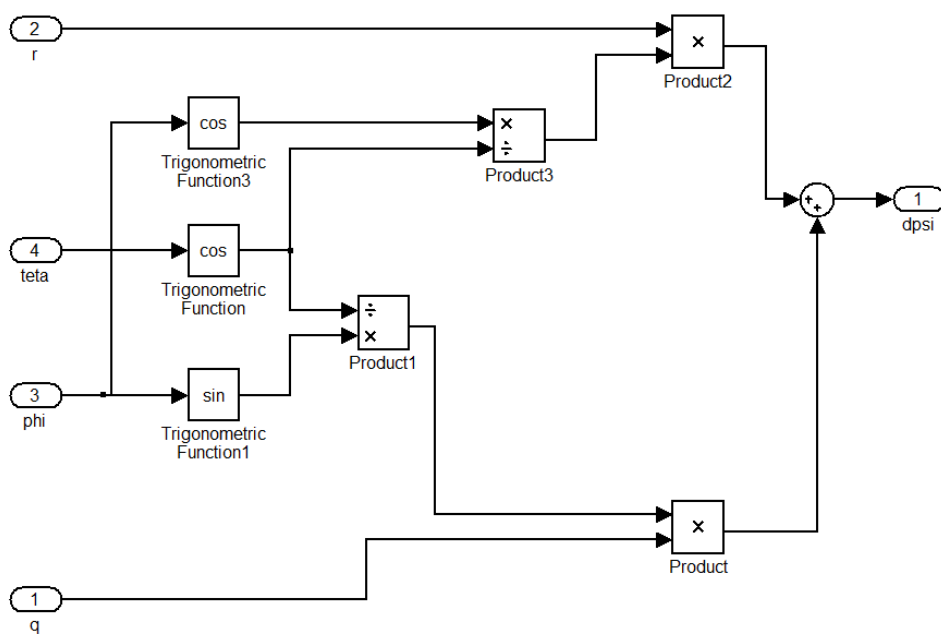 2
r
×
Product2
cos
Trigonometric
Function3
×
÷
Product3
4
teta
cos
Trigonometric
Function
+
+
1
dpsi
÷
×
Product1
3
phi
sin
Trigonometric
Function1
×
Product
1
q